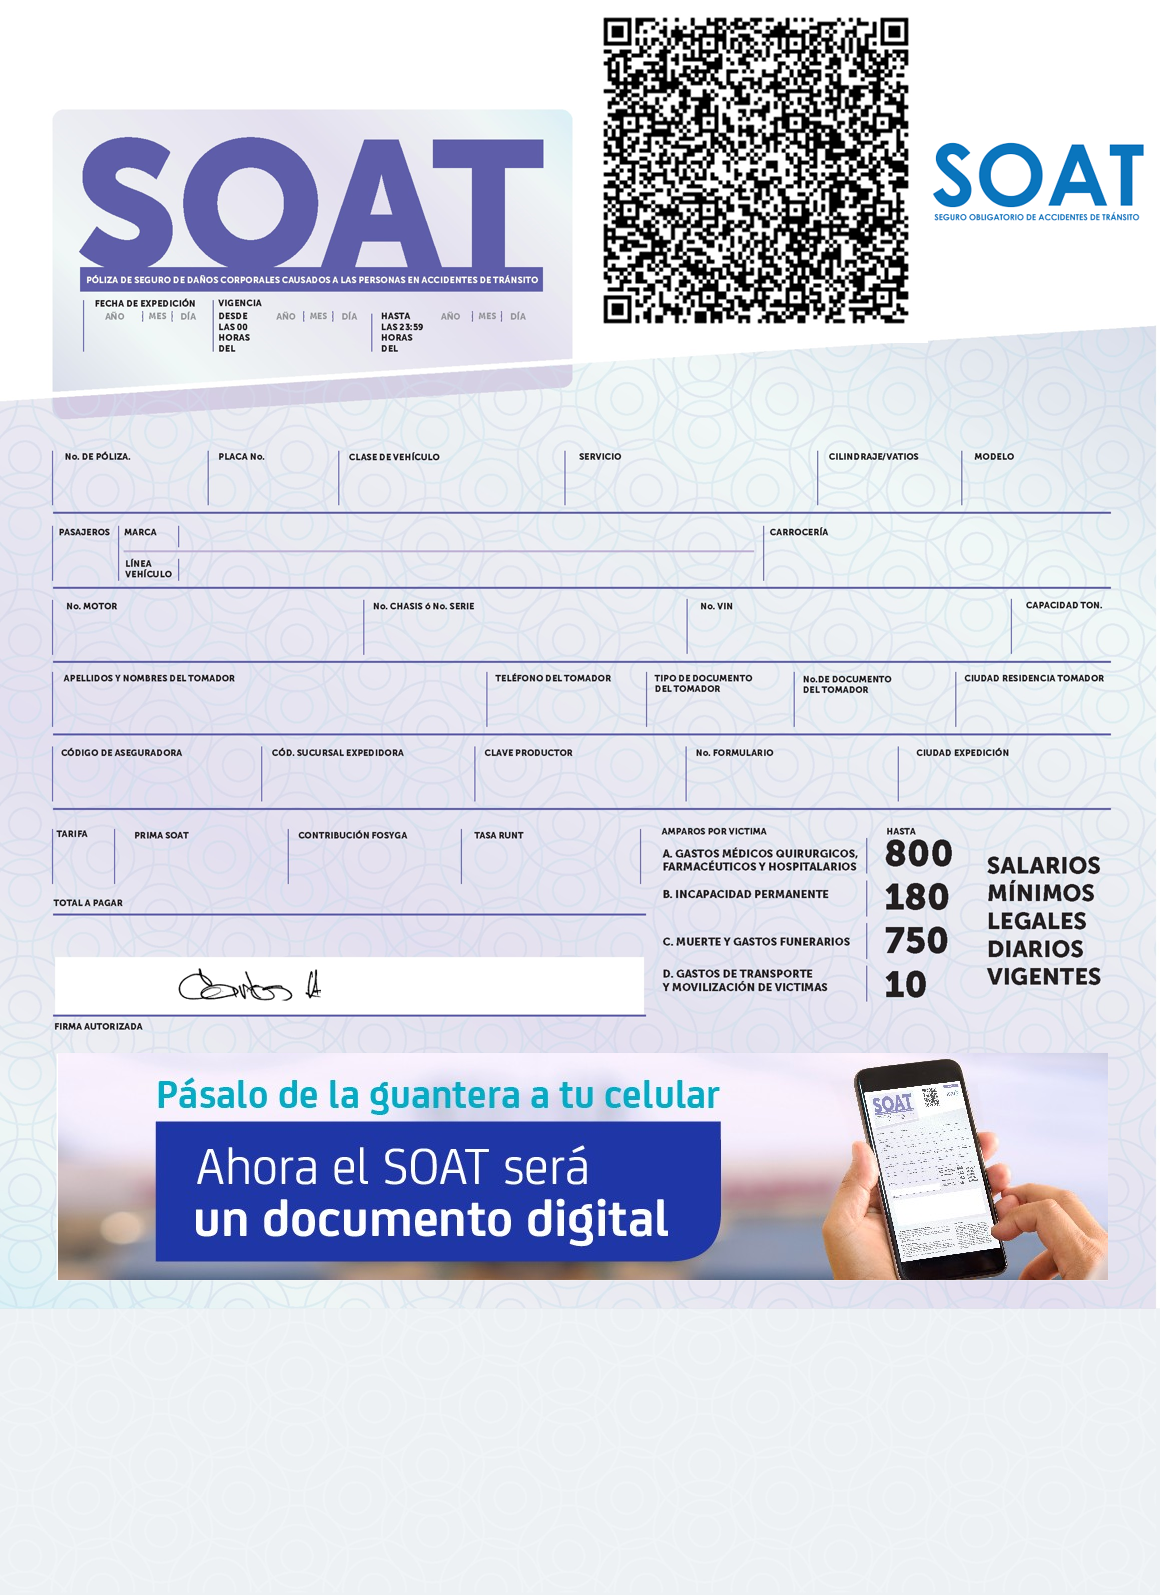 SOAT
PÓLIZA DE SEGURO DE DAÑOS CORPORALES CAUSADOS A LAS PERSONAS EN ACCIDENTES DE TRÁNSITO
SOAT
SEGURO OBLIGATORIO DE ACCIDENTES DE TRÁNSITO
FECHA DE EXPEDICIÓN
AÑO MES DÍA
VIGENCIA
DESDE
LAS 00
HORAS
DEL
AÑO MES DÍA
HASTA
LAS 23:59
HORAS
DEL
AÑO MES DÍA
No. DE PÓLIZA. PLACA No. CLASE DE VEHÍCULO SERVICIO CILINDRAJE/VATIOS MODELO
PASAJEROS MARCA CARROCERÍA
LÍNEA
VEHÍCULO
No. MOTOR No. CHASIS ó No. SERIE No. VIN CAPACIDAD TON.
APELLIDOS Y NOMBRES DEL TOMADOR TELÉFONO DEL TOMADOR
TIPO DE DOCUMENTO
DEL TOMADOR
No.DE DOCUMENTO
DEL TOMADOR
CIUDAD RESIDENCIA TOMADOR
CÓDIGO DE ASEGURADORA CÓD. SUCURSAL EXPEDIDORA CLAVE PRODUCTOR No. FORMULARIO CIUDAD EXPEDICIÓN
TARIFA PRIMA SOAT CONTRIBUCIÓN FOSYGA TASA RUNT
TOTAL A PAGAR
AMPAROS POR VICTIMA HASTA
A. GASTOS MÉDICOS QUIRURGICOS,
FARMACÉUTICOS Y HOSPITALARIOS
800
B. INCAPACIDAD PERMANENTE 180
C. MUERTE Y GASTOS FUNERARIOS 750
D. GASTOS DE TRANSPORTE
Y MOVILIZACIÓN DE VICTIMAS
10
SALARIOS
MÍNIMOS
LEGALES
DIARIOS
VIGENTES
FIRMA AUTORIZADA
Pásalo de la guantera a tu celular
Ahora el SOAT será
un documento digital
SOAT